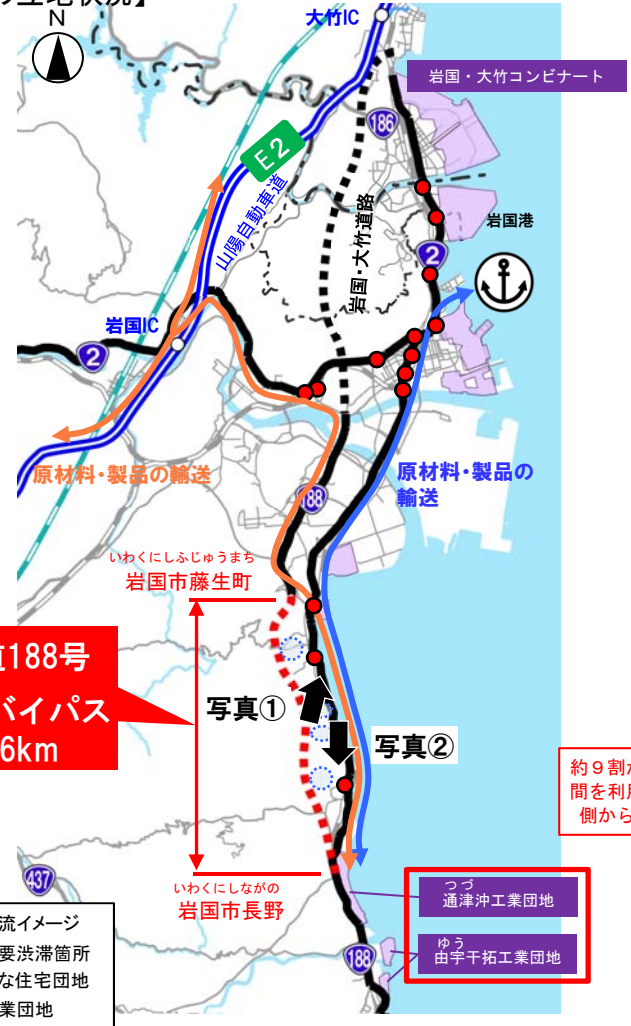 の立地状況】
N
大竹IC
岩国・大竹コンビナート
186
E2
山陽自動車道
岩国・大竹道路
岩国港
2
岩国IC
2
原材料・製品の輸送
原材料・製品の
輸送
188
いわくにしふじゅうまち
岩国市藤生町
道188号
バイパス
6km
写真①
写真②
約9割が
間を利用
側から
437
いわくにしながの
岩国市長野
つづ
通津沖工業団地
ゆう
由宇干拓工業団地
188
流イメージ
要渋滞箇所
な住宅団地
業団地